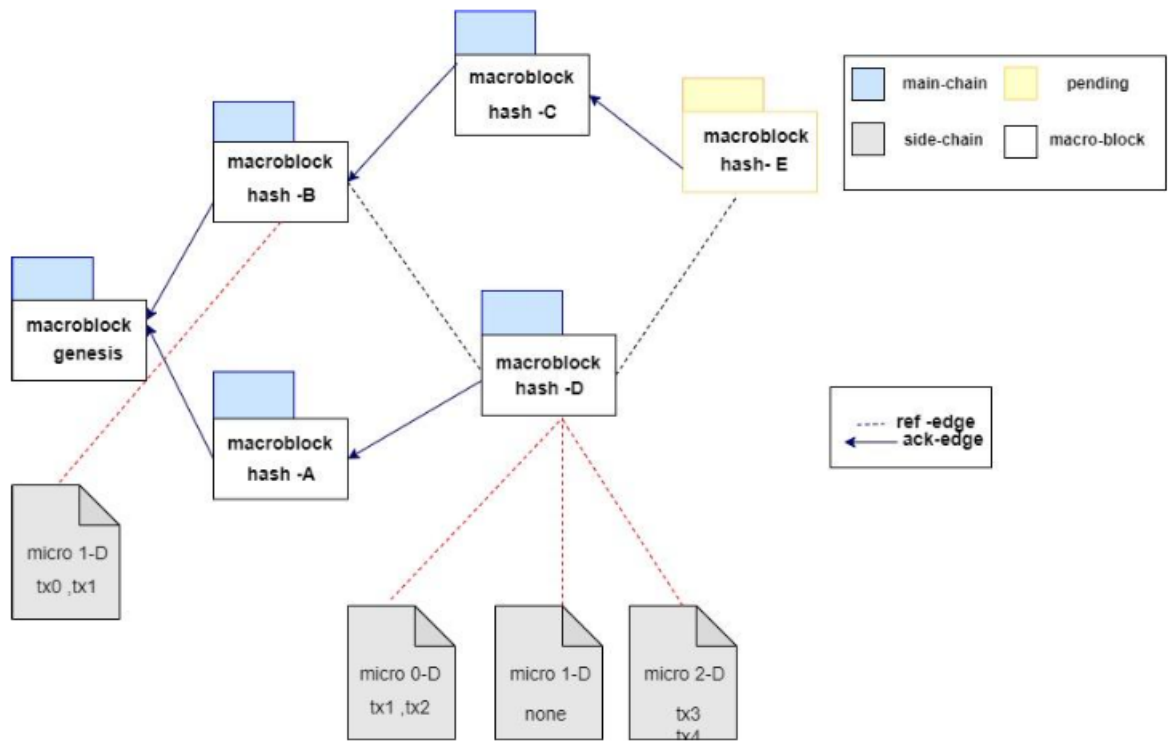 macroblock
hash -C
macroblock
hash- E
main-chain
pending
side-chain
macro-block
macroblock
hash -B
macroblock
genesis
macroblock
hash -D
macroblock
hash -A
ref -edge
ack-edge
micro 1-D
tx0 ,tx1
micro 0-D
tx1 ,tx2
micro 1-D
none
micro 2-D
tx3
tx4